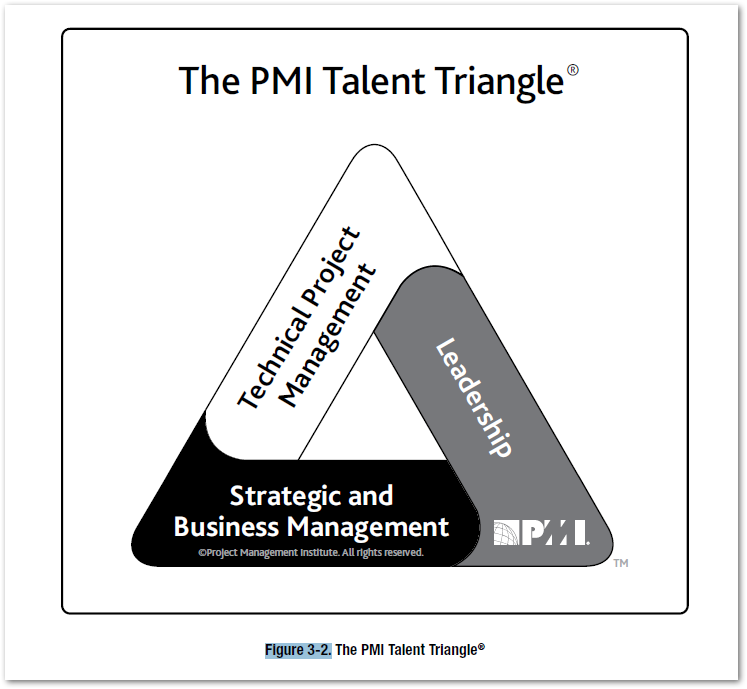 The PMI Talent Triangle®
Technical Project
Management
Leadership
Strategic and
Business Management
©Project Management Institute. All rights reserved.
PMI.
TM
Figure 3-2. The PMI Talent Triangle®